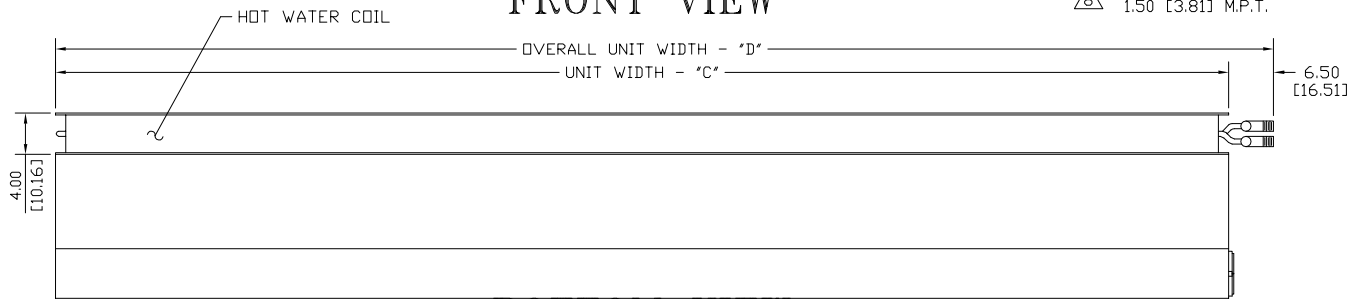 FRONT VIEW
8
1.50 [3.81] M.P.T.
HOT WATER COIL
OVERALL UNIT WIDTH - "D"
UNIT WIDTH - "C"
6.50
[16.51]
4.00
[10.16]